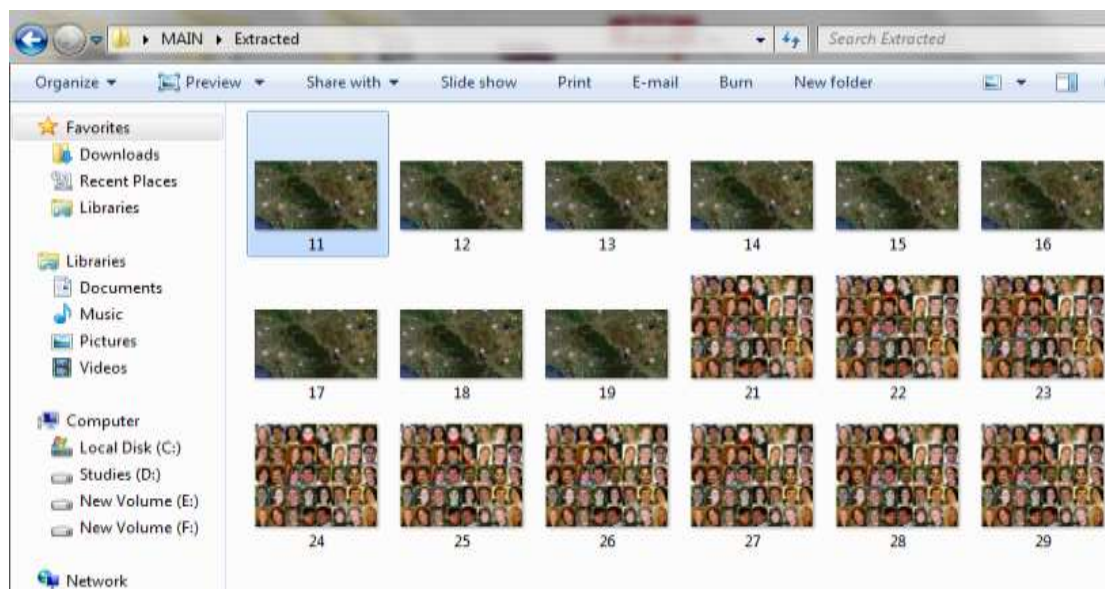 MAIN Extracted Search Extracted
Organize Preview Share with Slide show Print E-mail Burn New folder
Favorites
Downloads
Recent Places
Libraries
Libraries
Documents
Music
Pictures
Videos
Computer
Local Disk (C:)
Studies (D:)
New Volume (E:)
New Volume (F:)
Network
11 12 13 14 15 16
17 18 19 21 22 23
24 25 26 27 28 29